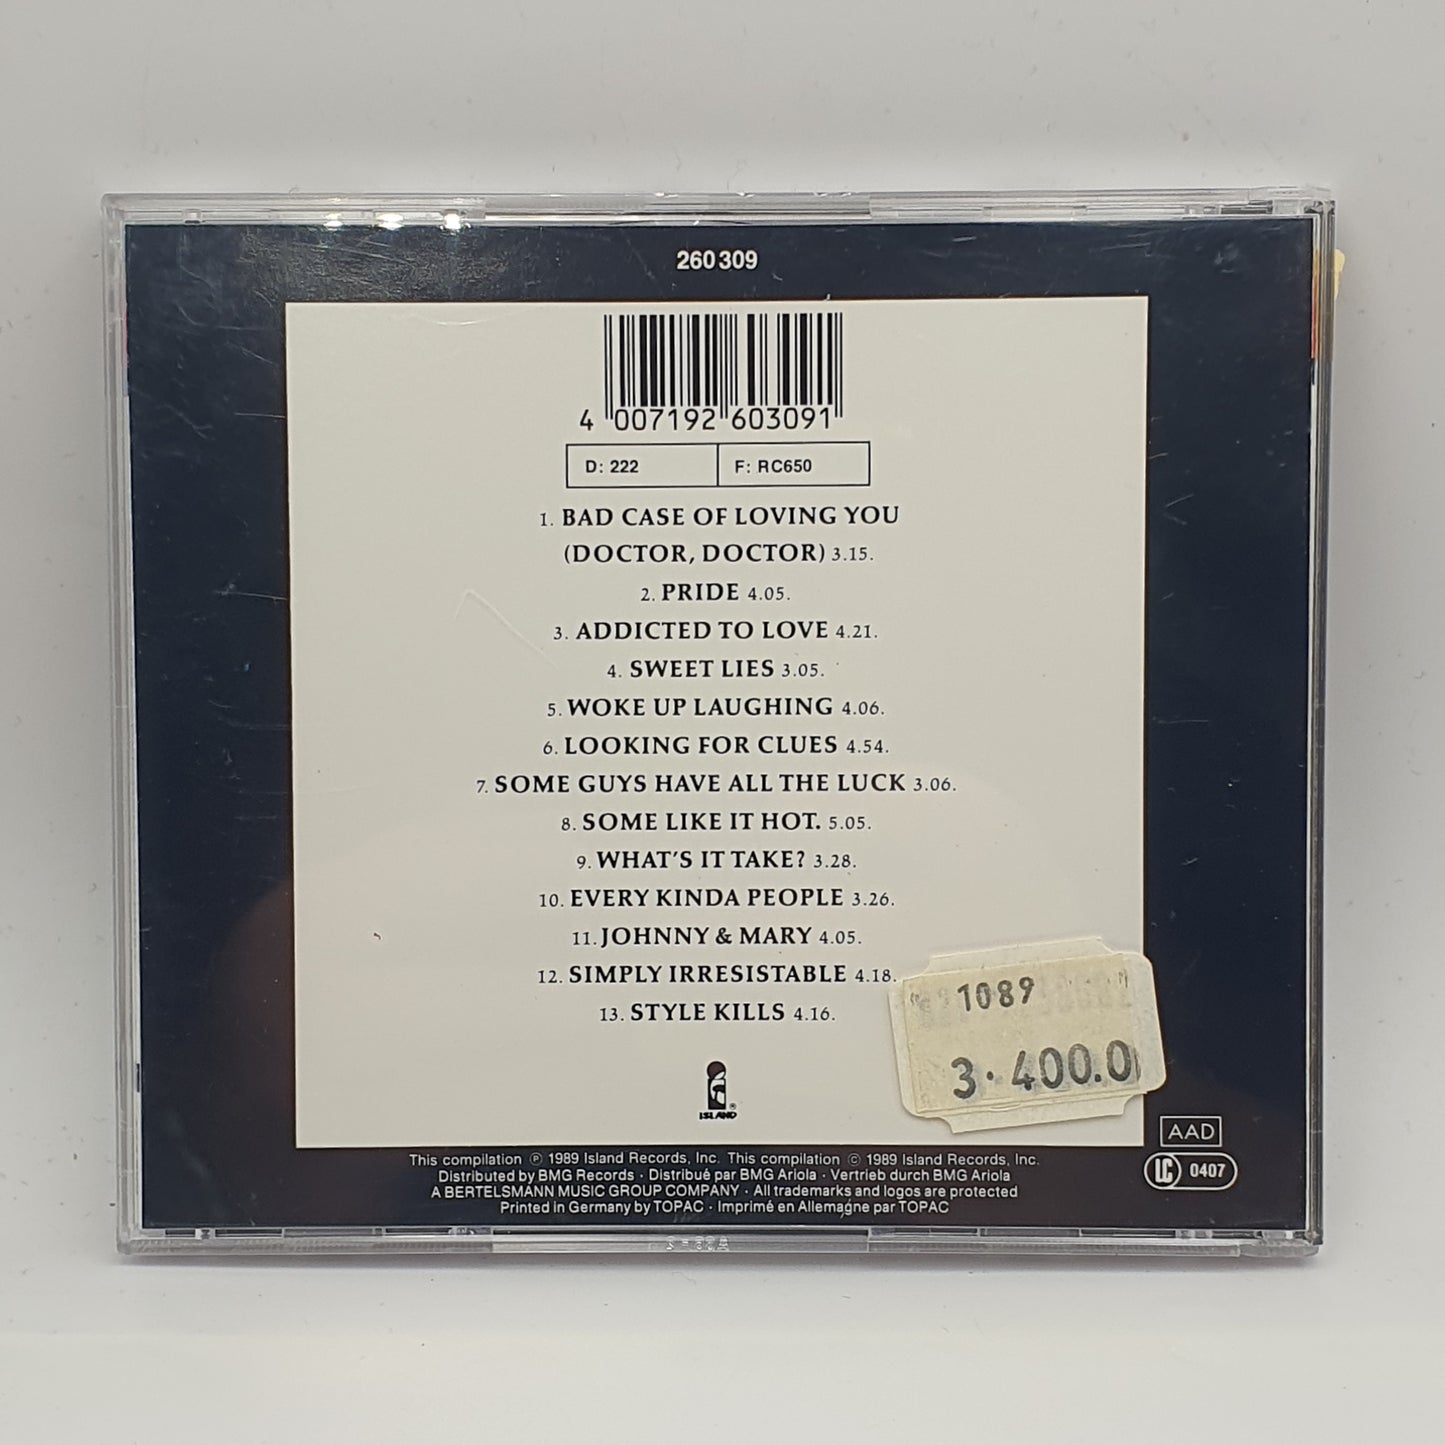 260 309
4 007192 603091
D: 222 F: RC650
1. BAD CASE OF LOVING YOU
(DOCTOR, DOCTOR) 3.15.
2. PRIDE 4.05.
3. ADDICTED TO LOVE 4.21.
4. SWEET LIES 3.05.
5. WOKE UP LAUGHING 4.06.
6. LOOKING FOR CLUES 4.54.
7. SOME GUYS HAVE ALL THE LUCK 3.06.
8. SOME LIKE IT HOT. 5.05.
9. WHAT'S IT TAKE? 3.28.
10. EVERY KINDA PEOPLE 3.26.
11. JOHNNY & MARY 4.05.
12. SIMPLY IRRESISTABLE 4.18.
13. STYLE KILLS 4.16.
1089
3.400.0
ISLAND ®
AAD
LC 0407
This compilation ℗ 1989 Island Records, Inc. This compilation © 1989 Island Records, Inc.
Distributed by BMG Records · Distribué par BMG Ariola · Vertrieb durch BMG Ariola
A BERTELSMANN MUSIC GROUP COMPANY · All trademarks and logos are protected
Printed in Germany by TOPAC · Imprimé en Allemagne par TOPAC